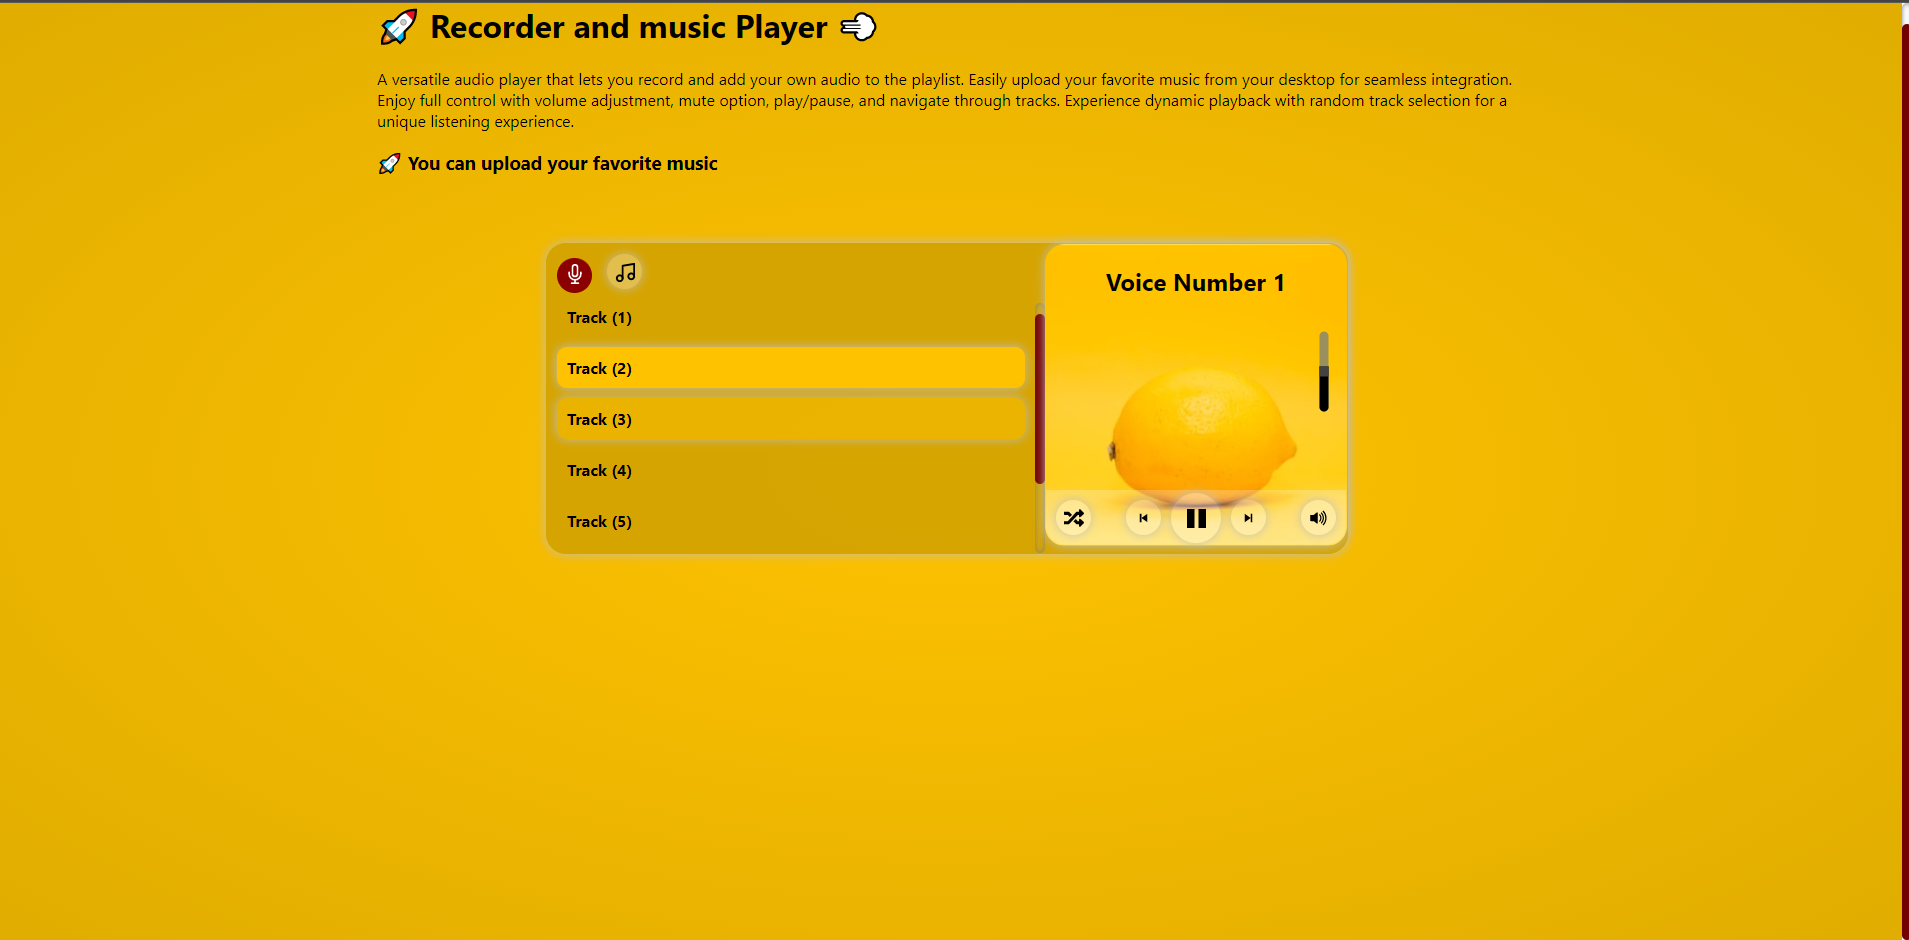 Recorder and music Player
A versatile audio player that lets you record and add your own audio to the playlist. Easily upload your favorite music from your desktop for seamless integration.
Enjoy full control with volume adjustment, mute option, play/pause, and navigate through tracks. Experience dynamic playback with random track selection for a
unique listening experience.
You can upload your favorite music
Track (1)
Track (2)
Track (3)
Track (4)
Track (5)
Voice Number 1